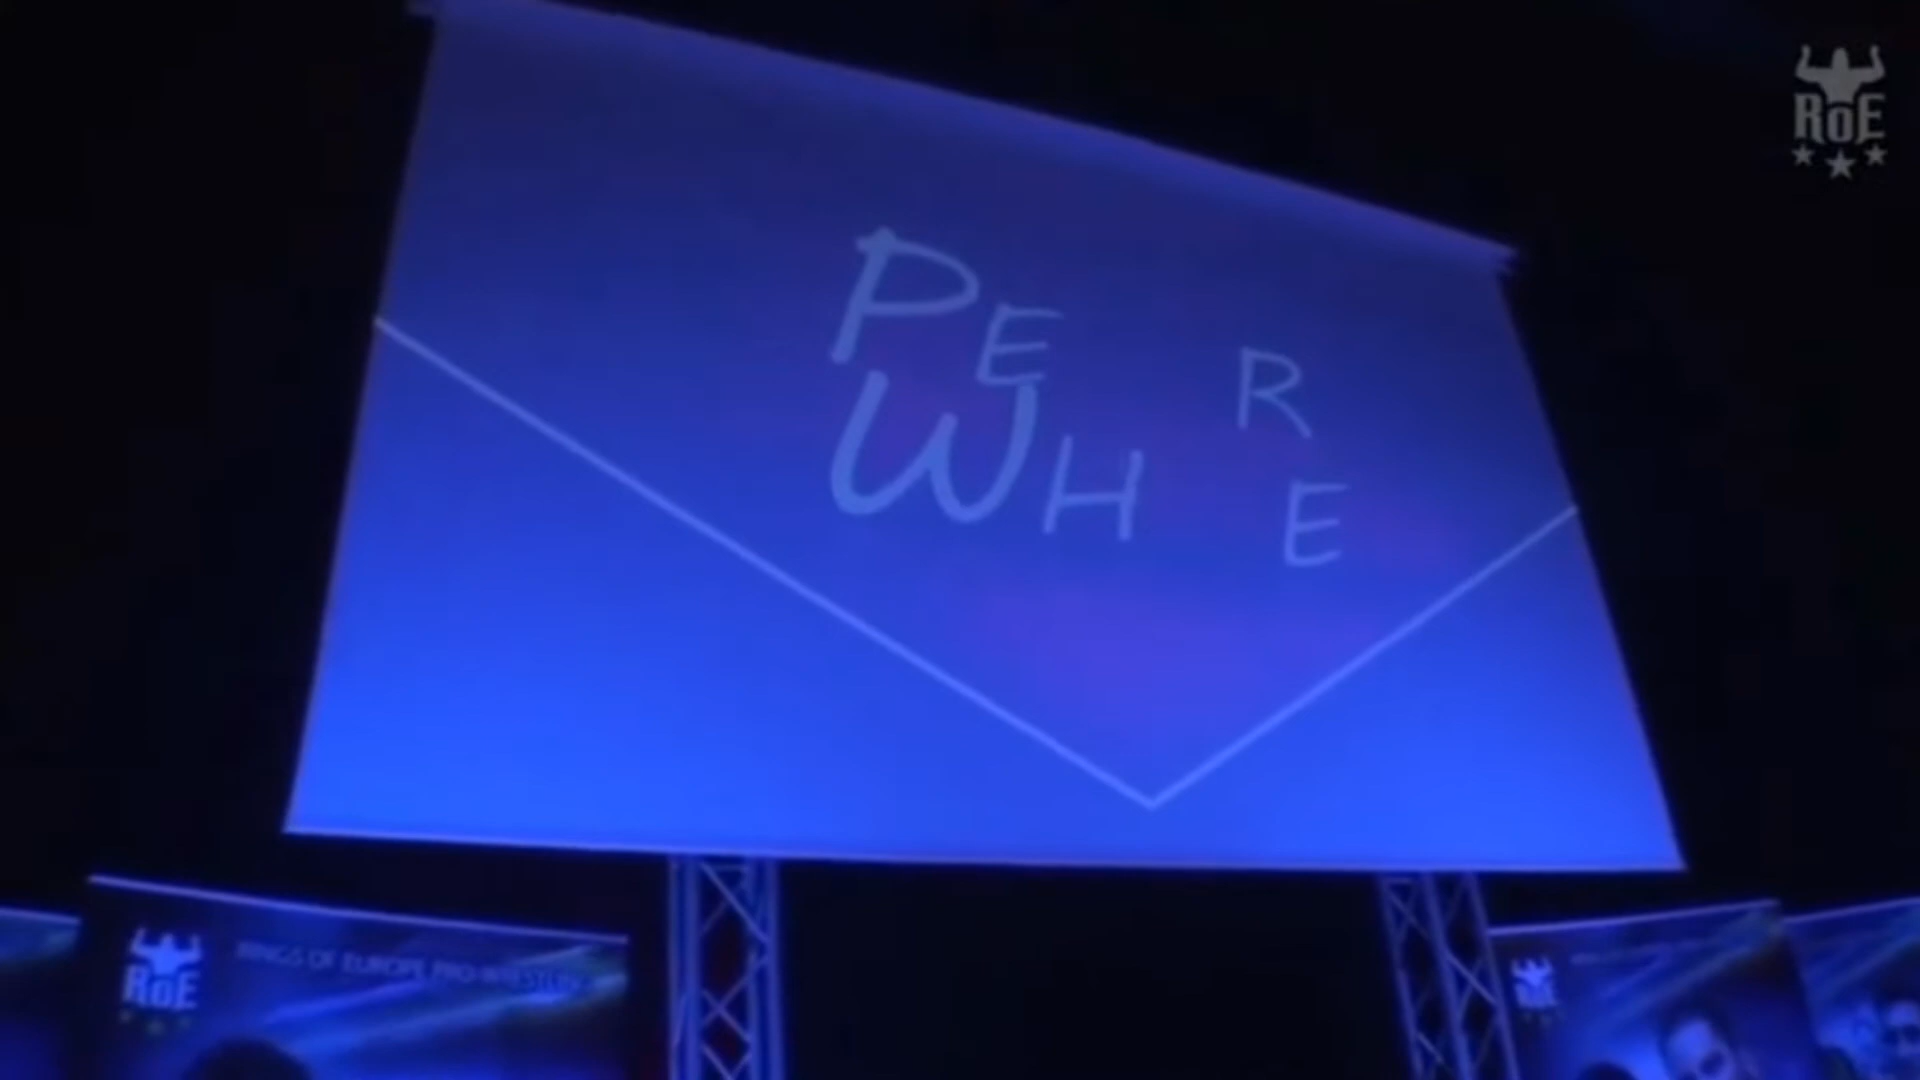 RoE
PE R
WH E
RoE
RINGS OF EUROPE PRO WRESTLING
RoE